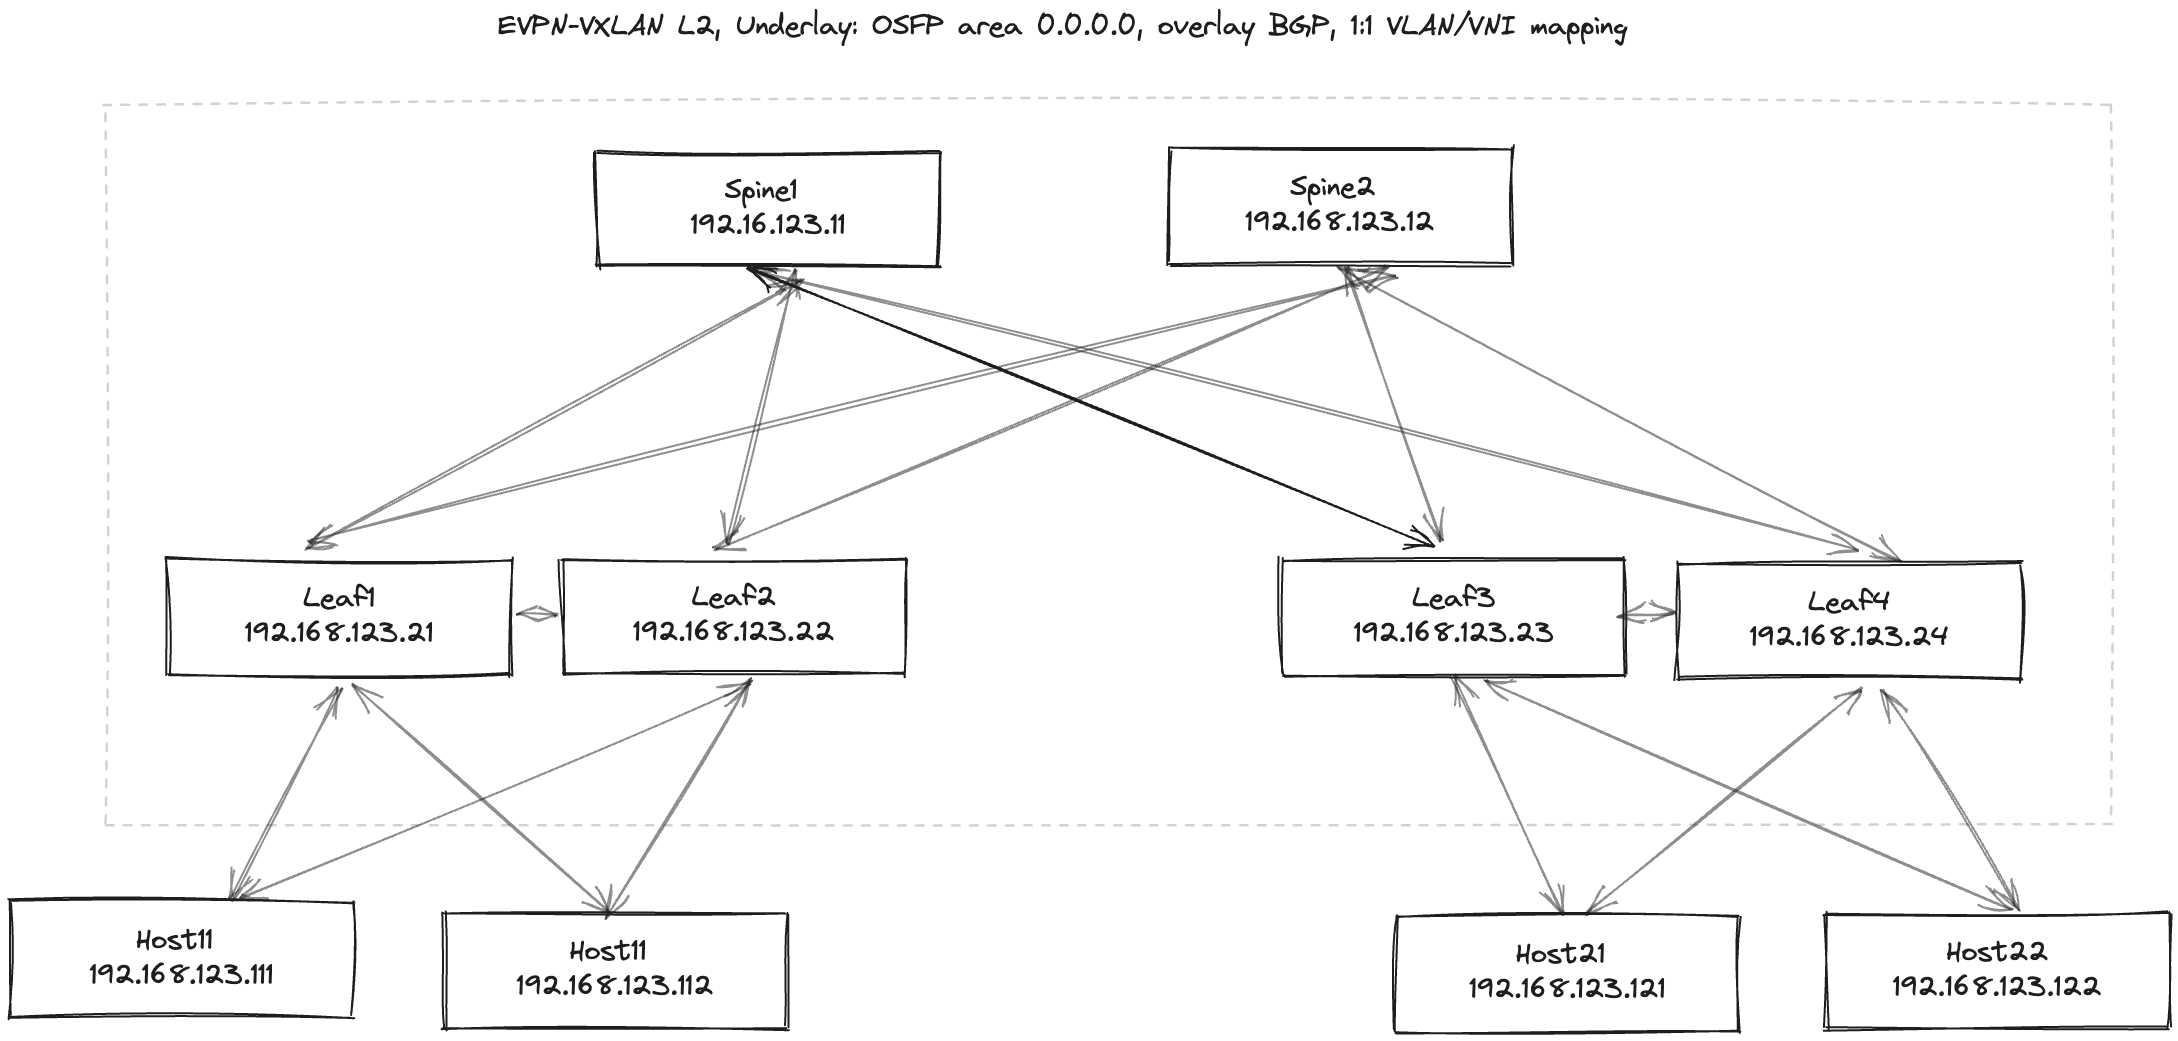 EVPN-VXLAN L2, Underlay: OSFP area 0.0.0.0, overlay BGP, 1:1 VLAN/VNI mapping
Spine1
192.16.123.11
Spine2
192.168.123.12
Leaf1
192.168.123.21
Leaf2
192.168.123.22
Leaf3
192.168.123.23
Leaf4
192.168.123.24
Host11
192.168.123.111
Host11
192.168.123.112
Host21
192.168.123.121
Host22
192.168.123.122